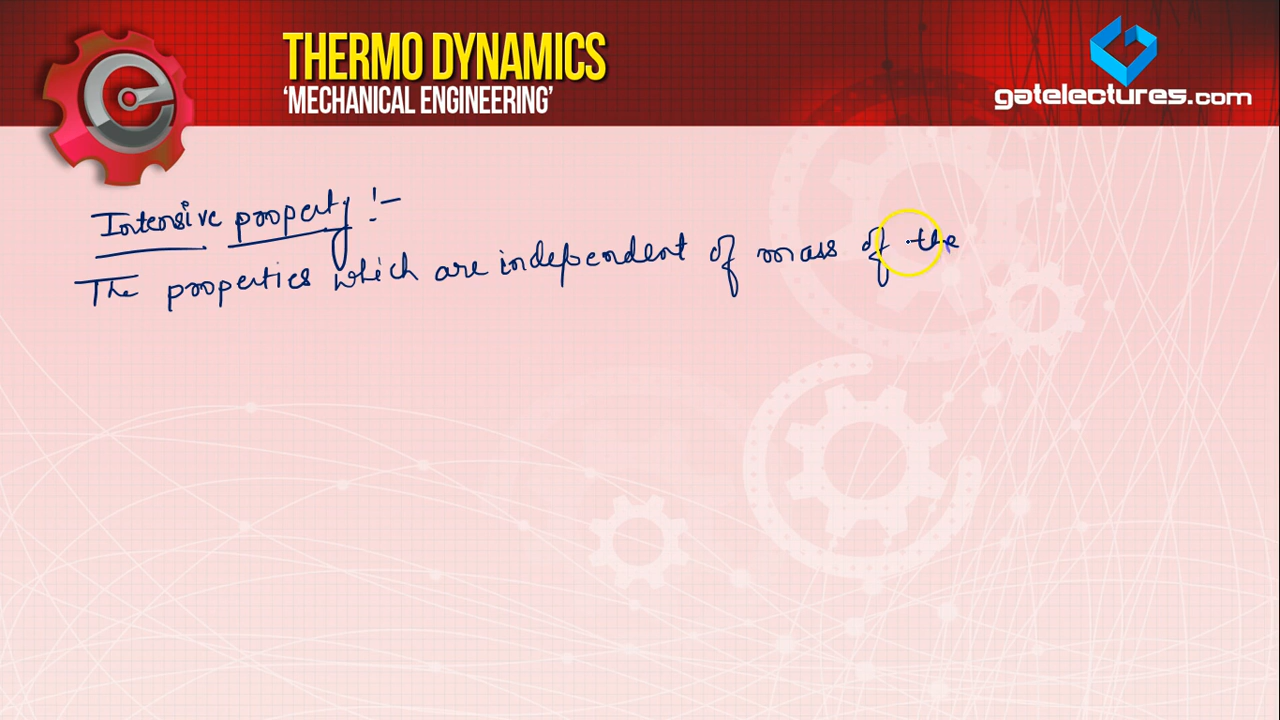 THERMO DYNAMICS
‘MECHANICAL ENGINEERING’
gatelectures.com
Intensive property :-
The properties which are independent of mass of the